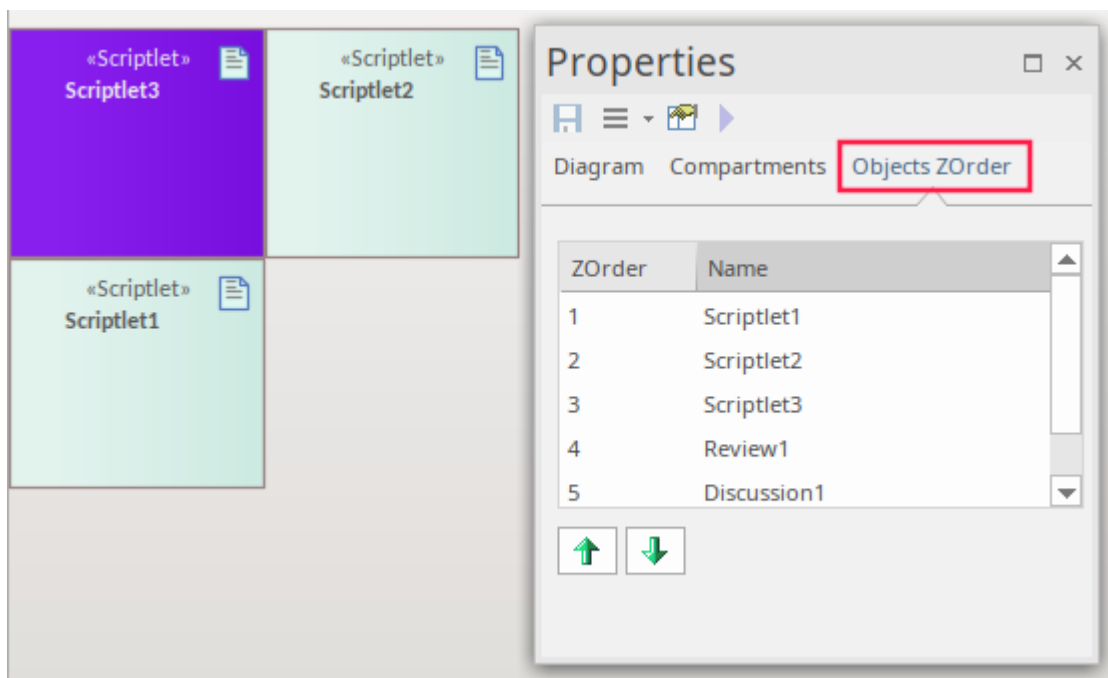 «Scriptlet»
Scriptlet3
«Scriptlet»
Scriptlet2
«Scriptlet»
Scriptlet1
Properties
Diagram Compartments Objects ZOrder
ZOrder Name
1 Scriptlet1
2 Scriptlet2
3 Scriptlet3
4 Review1
5 Discussion1